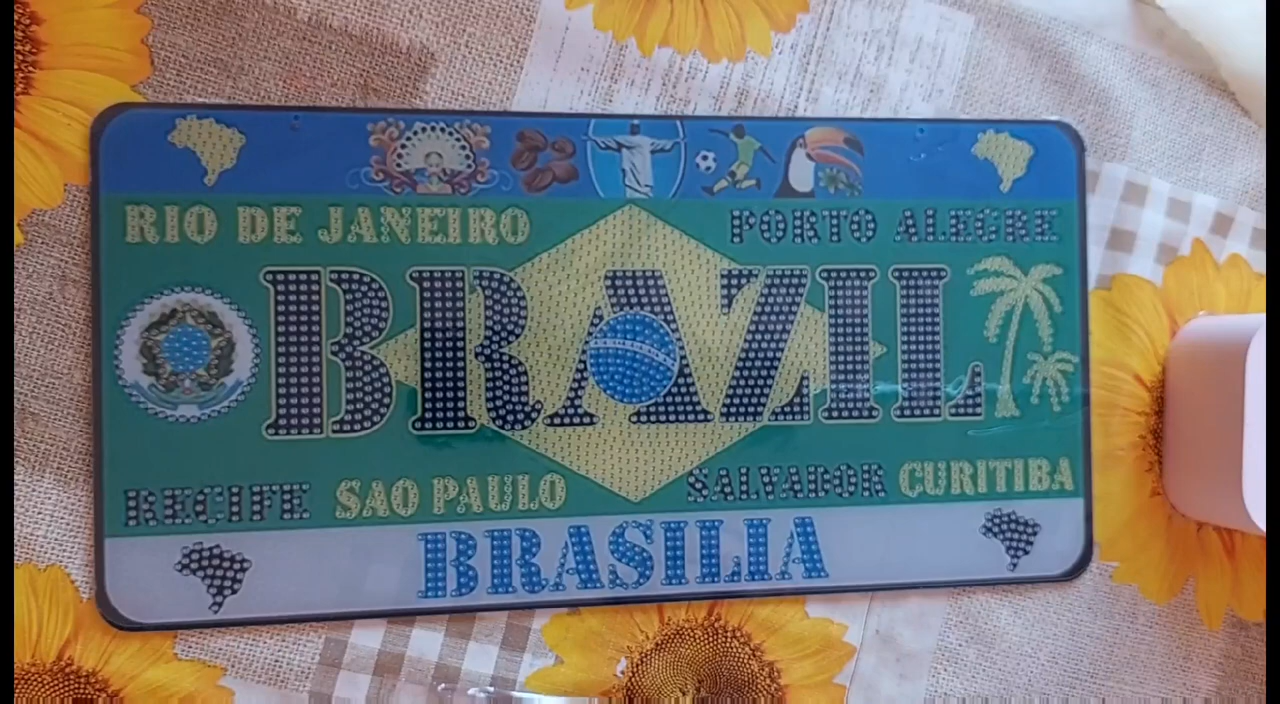 RIO DE JANEIRO PORTO ALEGRE
BRAZIL
RECIFE SAO PAULO SALVADOR CURITIBA
BRASILIA